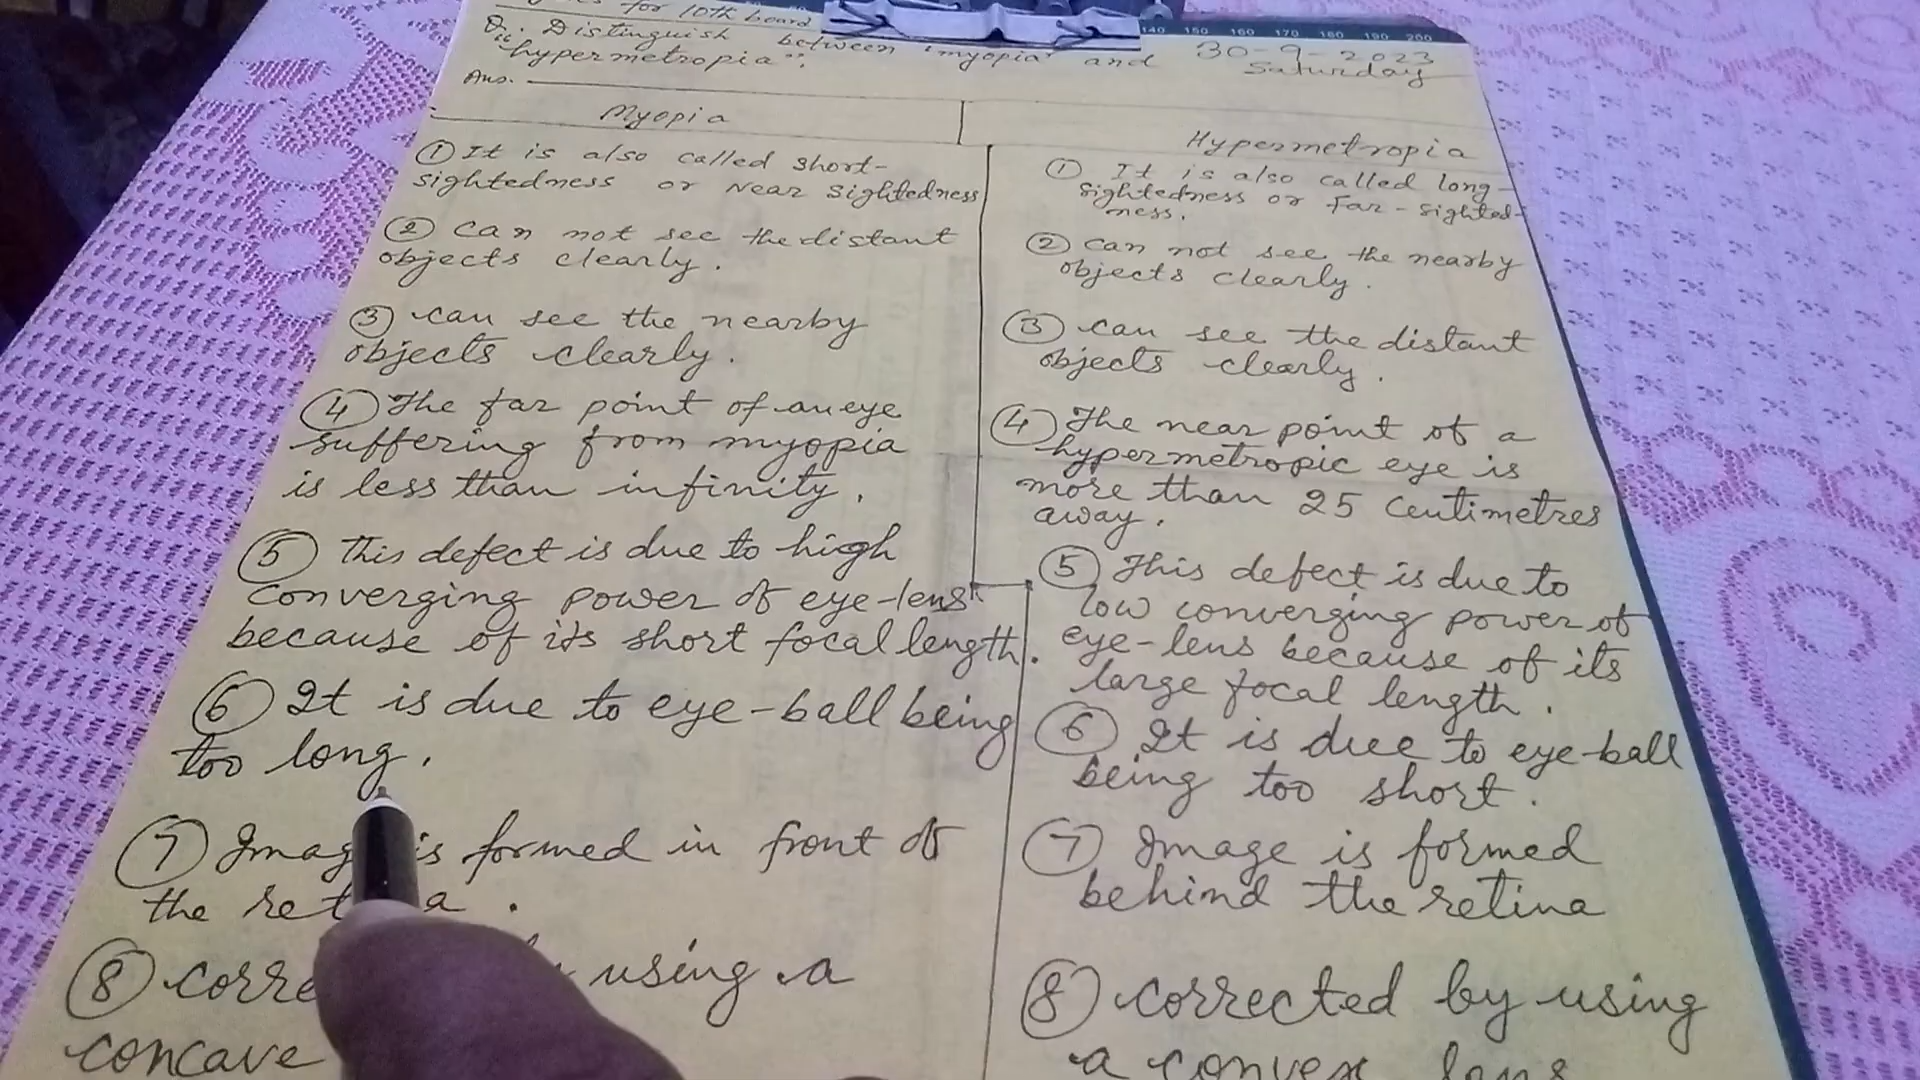 for 10th board
Q. Distinguish between "myopia" and
"hypermetropia".
30-9-2023
Saturday
Ans.
140 150 160 170 180 190 200
Myopia
① It is also called short-
sightedness or Near Sightedness
② Can not see the distant
objects clearly.
③ can see the nearby
objects clearly.
④ The far point of an eye
suffering from myopia
is less than infinity.
⑤ This defect is due to high
converging power of eye-lens
because of its short focal length.
⑥ It is due to eye-ball being
too long.
⑦ Image is formed in front of
the retina.
⑧ using a
concave
Hypermetropia
① It is also called long-
sightedness or Far-sighted-
ness.
② can not see the nearby
objects clearly.
③ can see the distant
objects clearly.
④ The near point of a
hypermetropic eye is
more than 25 centimetres
away.
⑤ This defect is due to
low converging power of
eye-lens because of its
large focal length.
⑥ It is due to eye-ball
being too short.
⑦ Image is formed
behind the retina
⑧ corrected by using
a convex lens